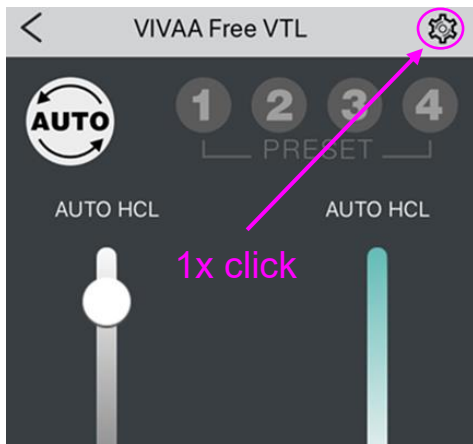 VIVAA Free VTL
AUTO
1 2 3 4
PRESET
AUTO HCL
AUTO HCL
1x click